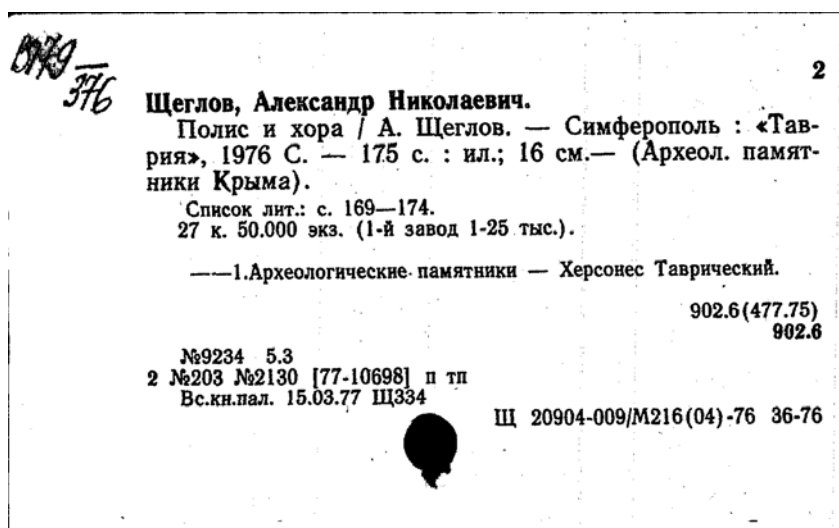 В79—
376
2
Щеглов, Александр Николаевич.
Полис и хора / А. Щеглов. — Симферополь : «Тав-
рия», 1976 С. — 175 с. : ил.; 16 см.— (Археол. памят-
ники Крыма).
Список лит.: с. 169—174.
27 к. 50.000 экз. (1-й завод 1-25 тыс.).
——1.Археологические памятники — Херсонес Таврический.
902.6(477.75)
902.6
№9234 5.3
2 №203 №2130 [77-10698] п тп
Вс.кн.пал. 15.03.77 Щ334
Щ 20904-009/М216(04)-76 36-76